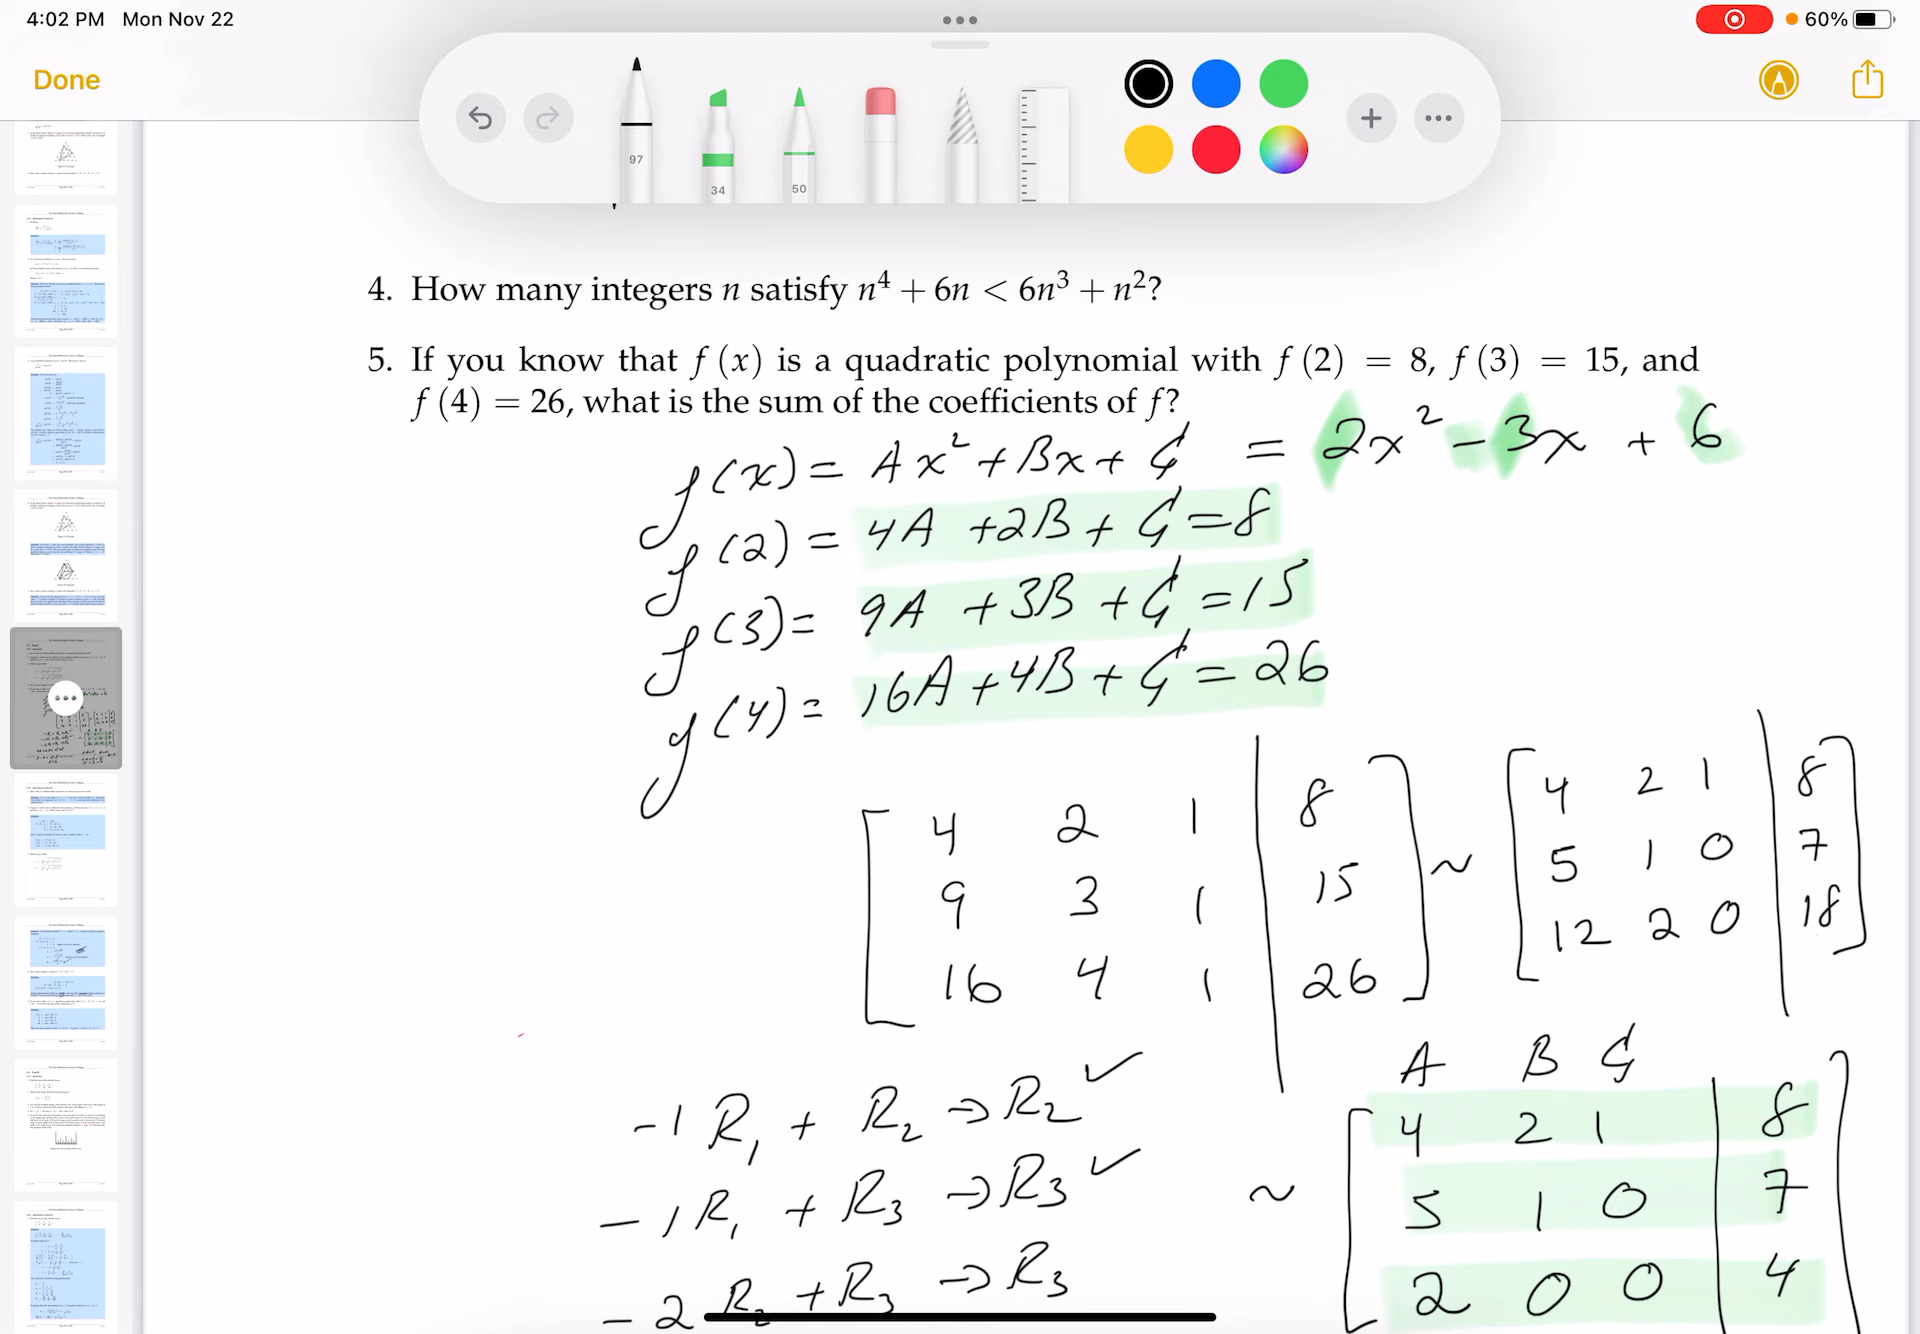 4:02 PM Mon Nov 22
60%
Done
97
34
50
4. How many integers n satisfy n⁴ + 6n < 6n³ + n²?
5. If you know that f (x) is a quadratic polynomial with f (2) = 8, f (3) = 15, and
f (4) = 26, what is the sum of the coefficients of f?
f(x) = Ax² + Bx + C = 2x² - 3x + 6
f(2) = 4A + 2B + C = 8
f(3) = 9A + 3B + C = 15
f(4) = 16A + 4B + C = 26
[4 2 1 | 8] ~ [4 2 1 | 8]
[9 3 1 | 15] [5 1 0 | 7]
[16 4 1 | 26] [12 2 0 | 18]
A B C
-1R₁ + R₂ → R₂ ✓ [4 2 1 | 8]
-1R₁ + R₃ → R₃ ✓ ~ [5 1 0 | 7]
-2R₂ + R₃ → R₃ [2 0 0 | 4]